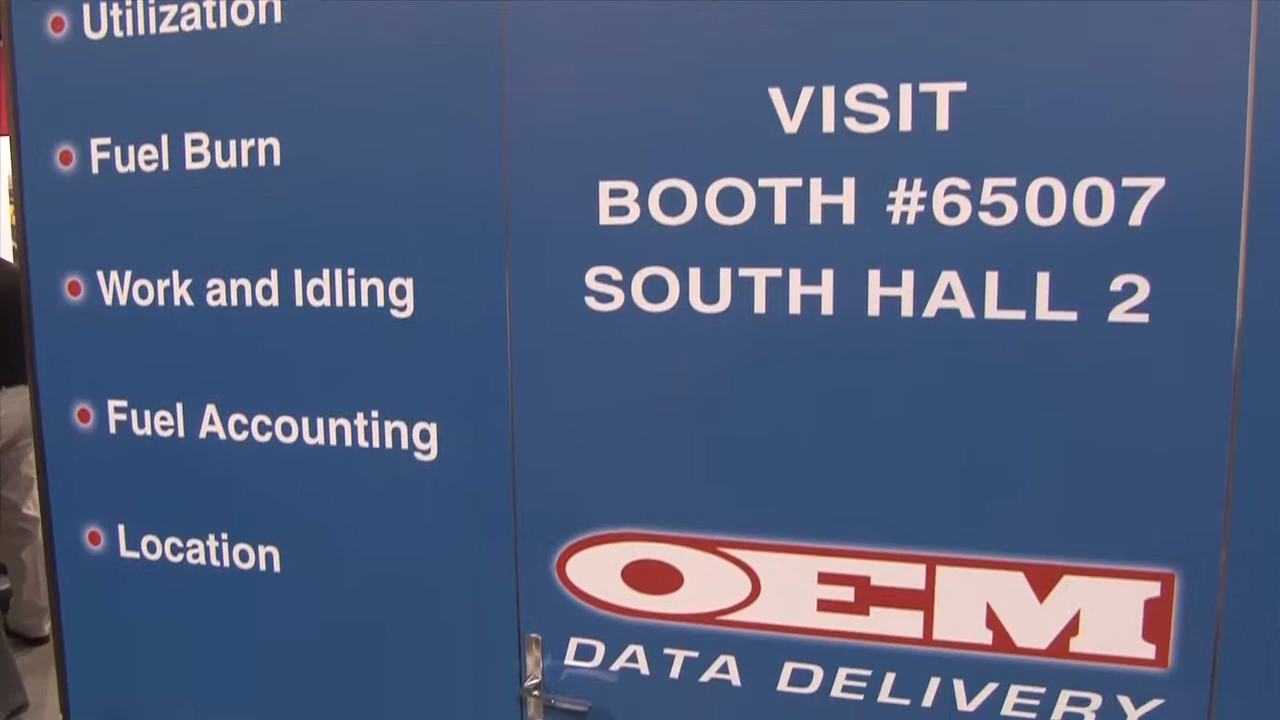 Utilization
Fuel Burn
Work and Idling
Fuel Accounting
Location
VISIT
BOOTH #65007
SOUTH HALL 2
OEM
DATA DELIVERY